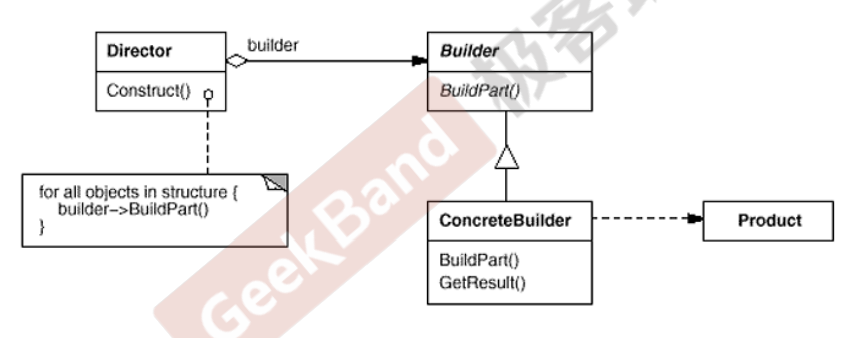 Director
Construct()
builder
Builder
BuildPart()
for all objects in structure {
builder->BuildPart()
}
ConcreteBuilder
BuildPart()
GetResult()
Product
GeekBand 极客